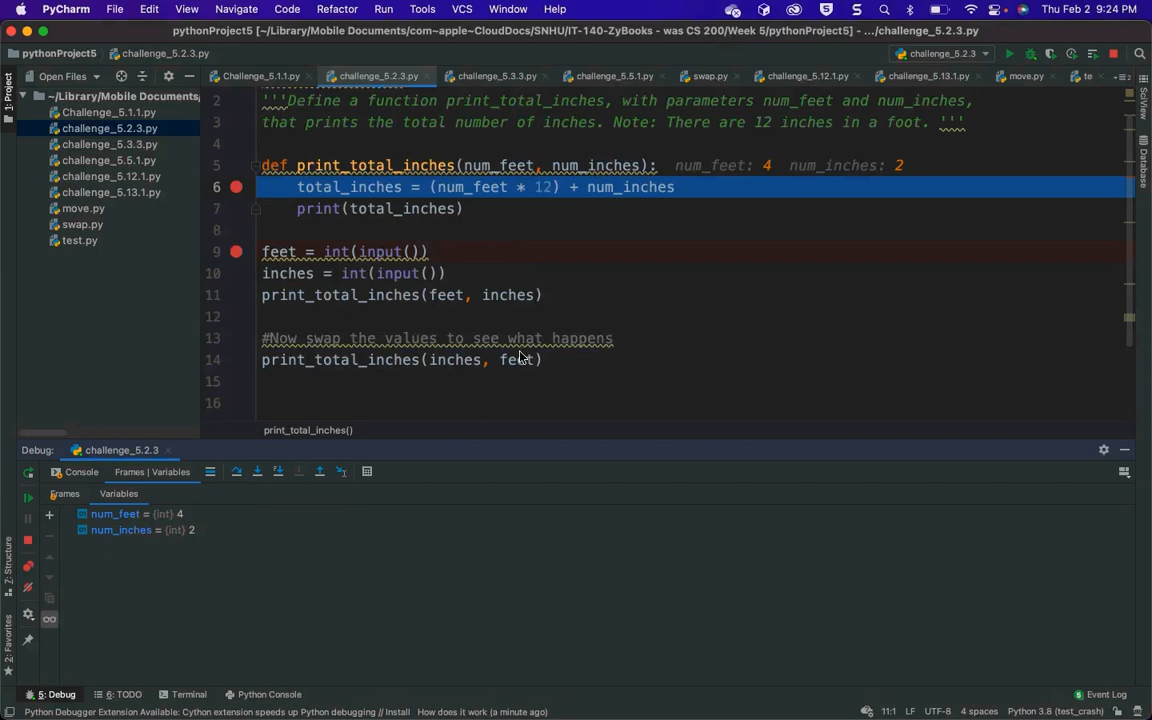 PyCharm File Edit View Navigate Code Refactor Run Tools VCS Window Help Thu Feb 2 9:24 PM
pythonProject5 [~/Library/Mobile Documents/com~apple~CloudDocs/SNHU/IT-140-ZyBooks - was CS 200/Week 5/pythonProject5] - .../challenge_5.2.3.py
pythonProject5 challenge_5.2.3.py challenge_5.2.3
Open Files Challenge_5.1.1.py challenge_5.2.3.py challenge_5.3.3.py challenge_5.5.1.py swap.py challenge_5.12.1.py challenge_5.13.1.py move.py te
1: Project
SciView
Database
~/Library/Mobile Documents/
Challenge_5.1.1.py
challenge_5.2.3.py
challenge_5.3.3.py
challenge_5.5.1.py
challenge_5.12.1.py
challenge_5.13.1.py
move.py
swap.py
test.py
2 '''Define a function print_total_inches, with parameters num_feet and num_inches,
3 that prints the total number of inches. Note: There are 12 inches in a foot. '''
4
5 def print_total_inches(num_feet, num_inches): num_feet: 4 num_inches: 2
6 total_inches = (num_feet * 12) + num_inches
7 print(total_inches)
8
9 feet = int(input())
10 inches = int(input())
11 print_total_inches(feet, inches)
12
13 #Now swap the values to see what happens
14 print_total_inches(inches, feet)
15
16
print_total_inches()
Debug: challenge_5.2.3
Console Frames | Variables
Frames Variables
num_feet = {int} 4
num_inches = {int} 2
7: Structure
2: Favorites
5: Debug 6: TODO Terminal Python Console Event Log
Python Debugger Extension Available: Cython extension speeds up Python debugging // Install How does it work (a minute ago) 11:1 LF UTF-8 4 spaces Python 3.8 (test_crash)